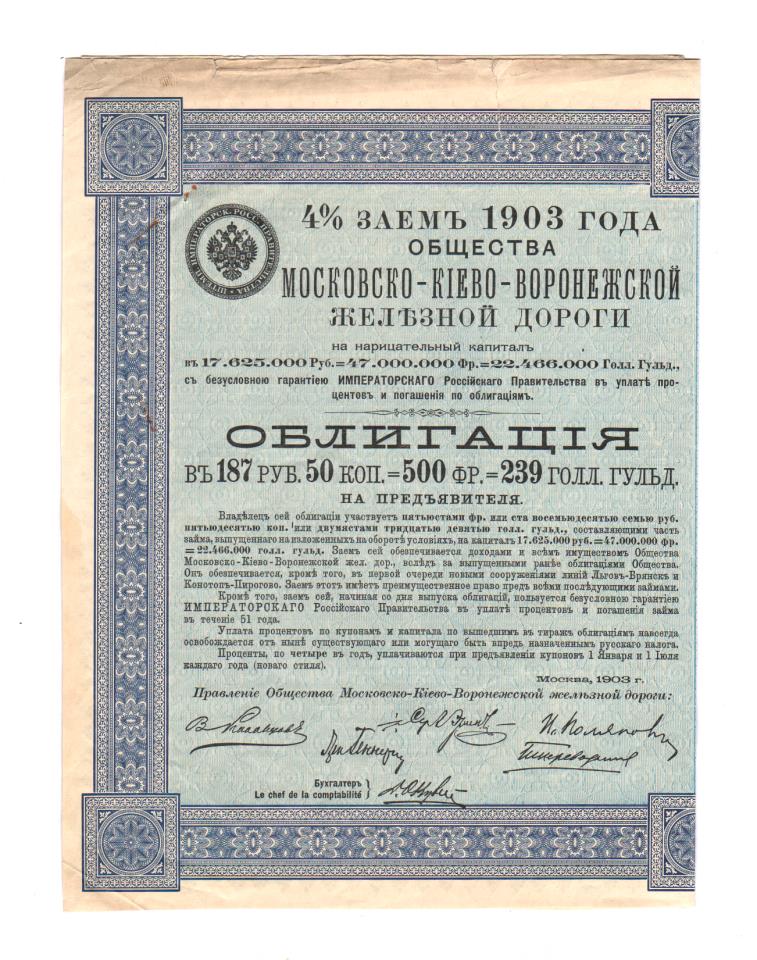 ШТЕМП. ИМПЕРАТОРСК. РОСС. ПРАВИТЕЛЬСТВА
4% ЗАЕМЪ 1903 ГОДА
ОБЩЕСТВА
МОСКОВСКО-КІЕВО-ВОРОНЕЖСКОЙ
ЖЕЛѢЗНОЙ ДОРОГИ
на нарицательный капиталъ
въ 17.625.000 Руб.=47.000.000 Фр.=22.466.000 Голл. Гульд.,
съ безусловною гарантіею ИМПЕРАТОРСКАГО Россійскаго Правительства въ уплатѣ про-
центовъ и погашенія по облигаціямъ.
ОБЛИГАЦІЯ
ВЪ 187 РУБ. 50 КОП.=500 ФР.=239 ГОЛЛ. ГУЛЬД.
НА ПРЕДЪЯВИТЕЛЯ.
Владѣлецъ сей облигаціи участвуетъ пятьюстами фр. или ста восемьюдесятью семью руб.
пятьюдесятью коп. или двумястами тридцатью девятью голл. гульд., составляющими часть
займа, выпущеннаго на изложенныхъ на оборотѣ условіяхъ, на капиталъ 17.625.000 руб.=47.000.000 фр.
=22.466.000 голл. гульд. Заемъ сей обезпечивается доходами и всѣмъ имуществомъ Общества
Московско-Кіево-Воронежской жел. дор., вслѣдъ за выпущенными ранѣе облигаціями Общества.
Онъ обезпечивается, кромѣ того, въ первой очереди новыми сооруженіями линій Льговъ-Брянскъ и
Конотопъ-Пирогово. Заемъ этотъ имѣетъ преимущественное право предъ всѣми послѣдующими займами.
Кромѣ того, заемъ сей, начиная со дня выпуска облигацій, пользуется безусловною гарантіею
ИМПЕРАТОРСКАГО Россійскаго Правительства въ уплатѣ процентовъ и погашенія займа
въ теченіе 51 года.
Уплата процентовъ по купонамъ и капитала по вышедшимъ въ тиражъ облигаціямъ навсегда
освобождается отъ нынѣ существующаго или могущаго быть впредь назначеннымъ русскаго налога.
Проценты, по четыре въ годъ, уплачиваются при предъявленіи купоновъ 1 Января и 1 Іюля
каждаго года (новаго стиля).
Москва, 1903 г.
Правленіе Общества Московско-Кіево-Воронежской желѣзной дороги:
Бухгалтеръ
Le chef de la comptabilité